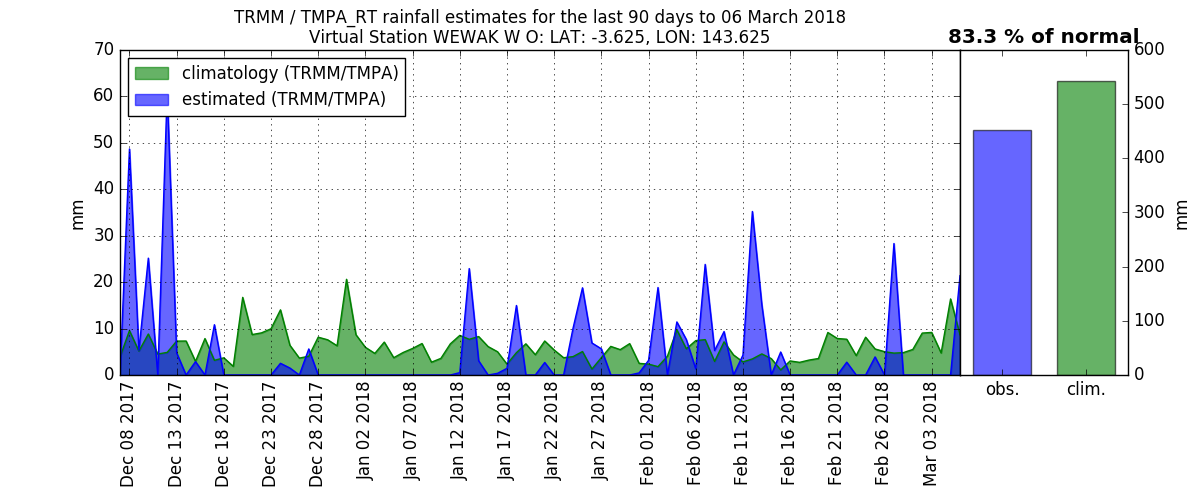 TRMM / TMPA_RT rainfall estimates for the last 90 days to 06 March 2018
Virtual Station WEWAK W O: LAT: -3.625, LON: 143.625
83.3 % of normal
climatology (TRMM/TMPA)
estimated (TRMM/TMPA)
70
60
50
40
30
20
10
0
mm
Dec 08 2017
Dec 13 2017
Dec 18 2017
Dec 23 2017
Dec 28 2017
Jan 02 2018
Jan 07 2018
Jan 12 2018
Jan 17 2018
Jan 22 2018
Jan 27 2018
Feb 01 2018
Feb 06 2018
Feb 11 2018
Feb 16 2018
Feb 21 2018
Feb 26 2018
Mar 03 2018
obs.
clim.
600
500
400
300
200
100
0
mm